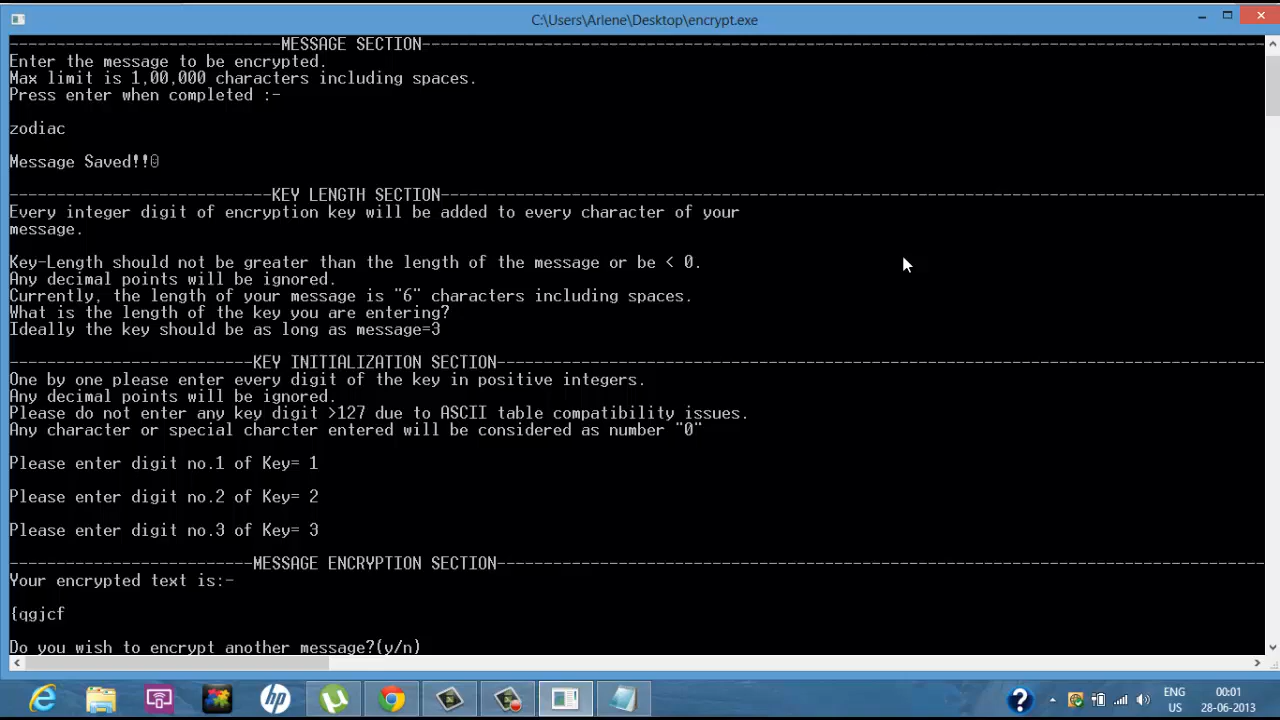 C:\Users\Arlene\Desktop\encrypt.exe
-----------------------------MESSAGE SECTION-----------------------------
Enter the message to be encrypted.
Max limit is 1,00,000 characters including spaces.
Press enter when completed :-
zodiac
Message Saved!!☺
----------------------------KEY LENGTH SECTION----------------------------
Every integer digit of encryption key will be added to every character of your
message.
Key-Length should not be greater than the length of the message or be < 0.
Any decimal points will be ignored.
Currently, the length of your message is "6" characters including spaces.
What is the length of the key you are entering?
Ideally the key should be as long as message=3
--------------------------KEY INITIALIZATION SECTION--------------------------
One by one please enter every digit of the key in positive integers.
Any decimal points will be ignored.
Please do not enter any key digit >127 due to ASCII table compatibility issues.
Any character or special charcter entered will be considered as number "0"
Please enter digit no.1 of Key= 1
Please enter digit no.2 of Key= 2
Please enter digit no.3 of Key= 3
--------------------------MESSAGE ENCRYPTION SECTION--------------------------
Your encrypted text is:-
{qgjcf
Do you wish to encrypt another message?(y/n)
ENG 00:01
US 28-06-2013